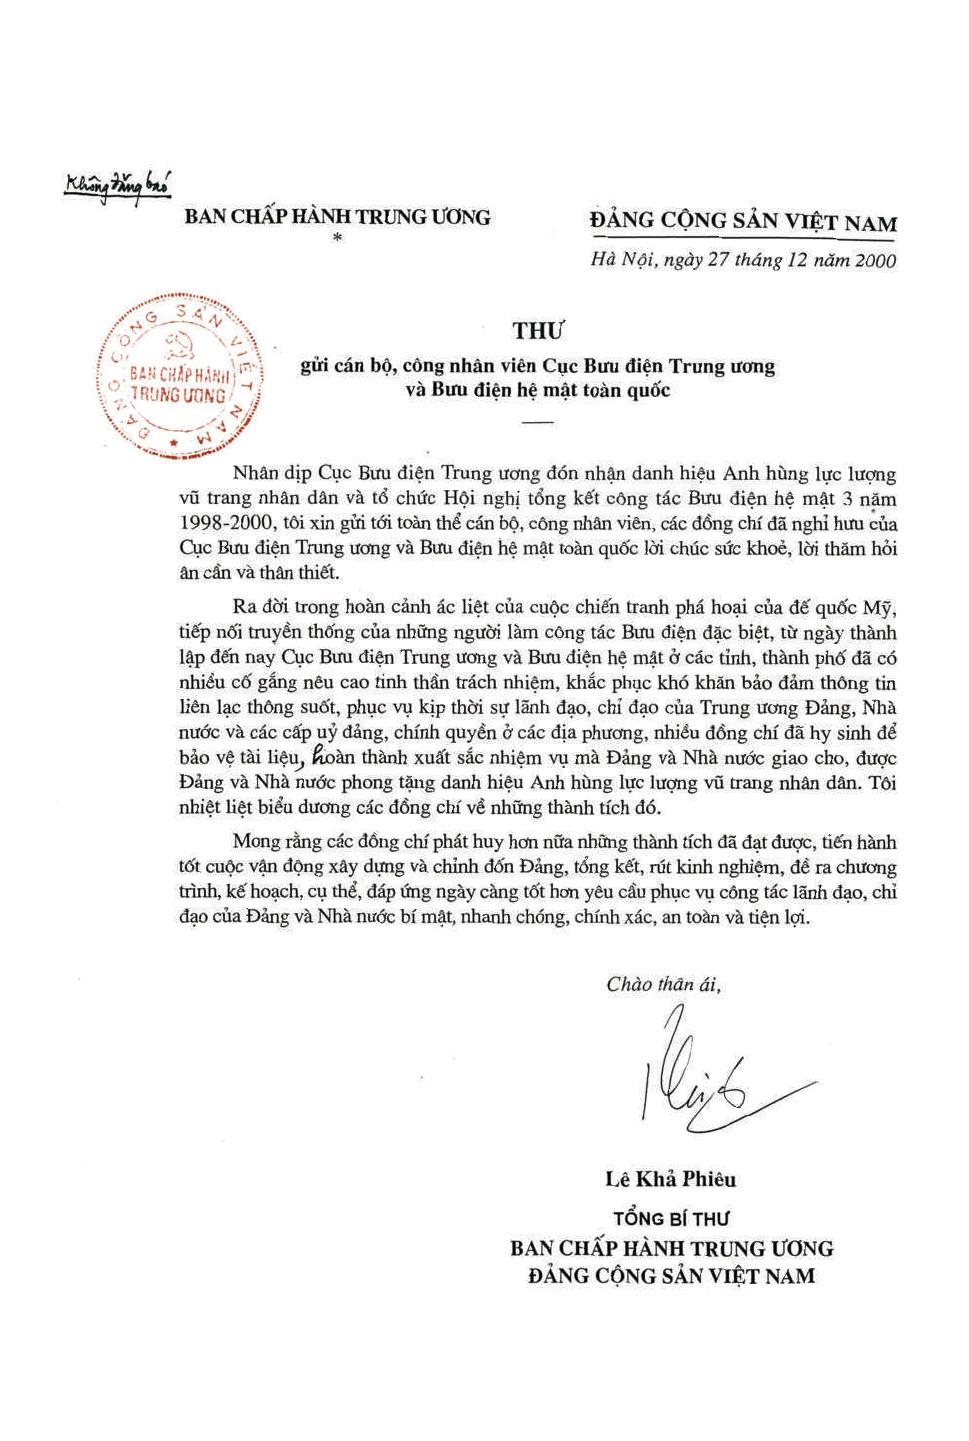 Không đăng báo
BAN CHẤP HÀNH TRUNG ƯƠNG
*
ĐẢNG CỘNG SẢN VIỆT NAM
Hà Nội, ngày 27 tháng 12 năm 2000
ĐẢNG CỘNG SẢN VIỆT NAM
BAN CHẤP HÀNH
TRUNG ƯƠNG
THƯ
gửi cán bộ, công nhân viên Cục Bưu điện Trung ương
và Bưu điện hệ mật toàn quốc
Nhân dịp Cục Bưu điện Trung ương đón nhận danh hiệu Anh hùng lực lượng
vũ trang nhân dân và tổ chức Hội nghị tổng kết công tác Bưu điện hệ mật 3 năm
1998-2000, tôi xin gửi tới toàn thể cán bộ, công nhân viên, các đồng chí đã nghỉ hưu của
Cục Bưu điện Trung ương và Bưu điện hệ mật toàn quốc lời chúc sức khoẻ, lời thăm hỏi
ân cần và thân thiết.
Ra đời trong hoàn cảnh ác liệt của cuộc chiến tranh phá hoại của đế quốc Mỹ,
tiếp nối truyền thống của những người làm công tác Bưu điện đặc biệt, từ ngày thành
lập đến nay Cục Bưu điện Trung ương và Bưu điện hệ mật ở các tỉnh, thành phố đã có
nhiều cố gắng nêu cao tinh thần trách nhiệm, khắc phục khó khăn bảo đảm thông tin
liên lạc thông suốt, phục vụ kịp thời sự lãnh đạo, chỉ đạo của Trung ương Đảng, Nhà
nước và các cấp uỷ đảng, chính quyền ở các địa phương, nhiều đồng chí đã hy sinh để
bảo vệ tài liệu, hoàn thành xuất sắc nhiệm vụ mà Đảng và Nhà nước giao cho, được
Đảng và Nhà nước phong tặng danh hiệu Anh hùng lực lượng vũ trang nhân dân. Tôi
nhiệt liệt biểu dương các đồng chí về những thành tích đó.
Mong rằng các đồng chí phát huy hơn nữa những thành tích đã đạt được, tiến hành
tốt cuộc vận động xây dựng và chỉnh đốn Đảng, tổng kết, rút kinh nghiệm, đề ra chương
trình, kế hoạch, cụ thể, đáp ứng ngày càng tốt hơn yêu cầu phục vụ công tác lãnh đạo, chỉ
đạo của Đảng và Nhà nước bí mật, nhanh chóng, chính xác, an toàn và tiện lợi.
Chào thân ái,
Lê Khả Phiêu
TỔNG BÍ THƯ
BAN CHẤP HÀNH TRUNG ƯƠNG
ĐẢNG CỘNG SẢN VIỆT NAM